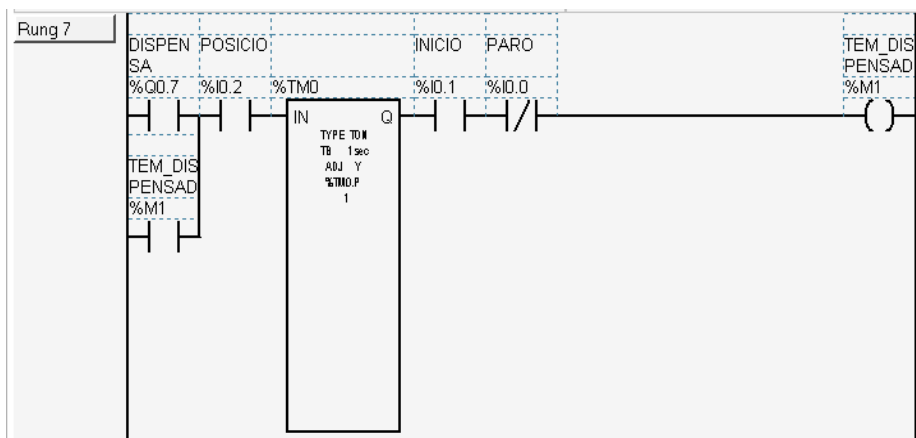 Rung 7
DISPEN POSICIO INICIO PARO TEM_DIS
SA PENSAD
%Q0.7 %I0.2 %TM0 %I0.1 %I0.0 %M1
IN Q
TYPE TON
TB 1sec
ADJ Y
%TM0.P
1
TEM_DIS
PENSAD
%M1